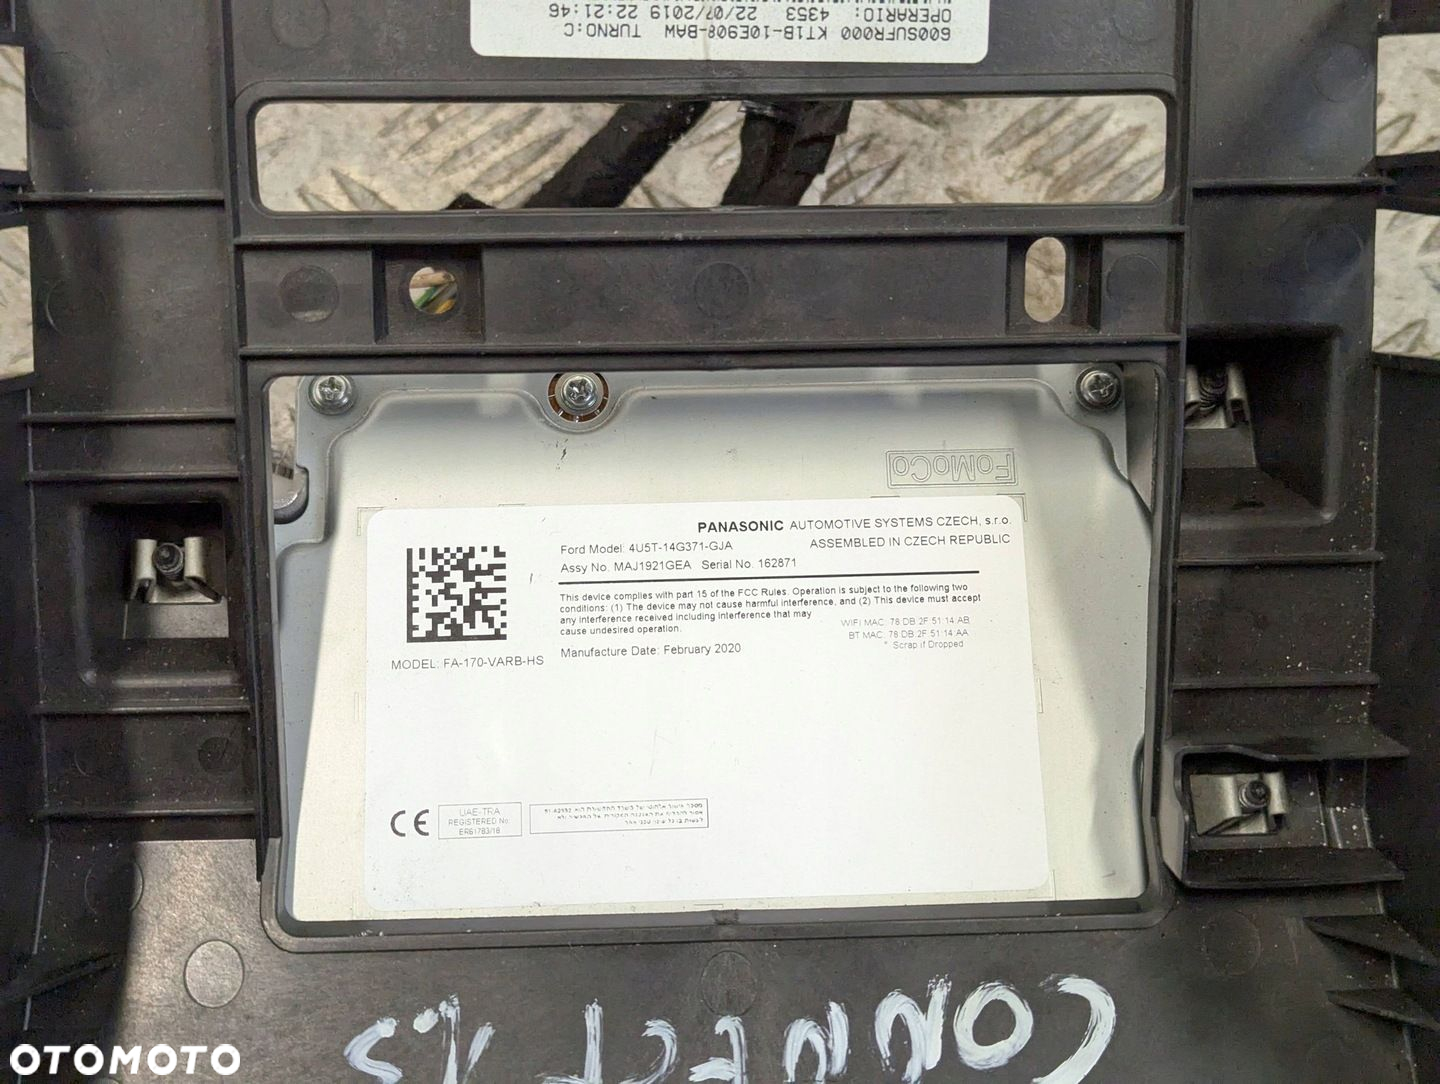 600SUFR000 KT1B-10E908-BAW TURNO:C
OPERARIO: 4353 22/07/2019 22:21:46
FoMoCo
PANASONIC AUTOMOTIVE SYSTEMS CZECH, s.r.o.
Ford Model: 4U5T-14G371-GJA ASSEMBLED IN CZECH REPUBLIC
Assy No. MAJ1921GEA Serial No. 162871
This device complies with part 15 of the FCC Rules. Operation is subject to the following two
conditions: (1) The device may not cause harmful interference, and (2) This device must accept
any interference received including interference that may
cause undesired operation.
WIFI MAC: 78 DB 2F 51 14 AB
BT MAC: 78 DB 2F 51 14 AA
* Scrap if Dropped
Manufacture Date: February 2020
MODEL: FA-170-VARB-HS
CE
UAE-TRA
REGISTERED No:
ER61783/18
CONNECT
OTOMOTO